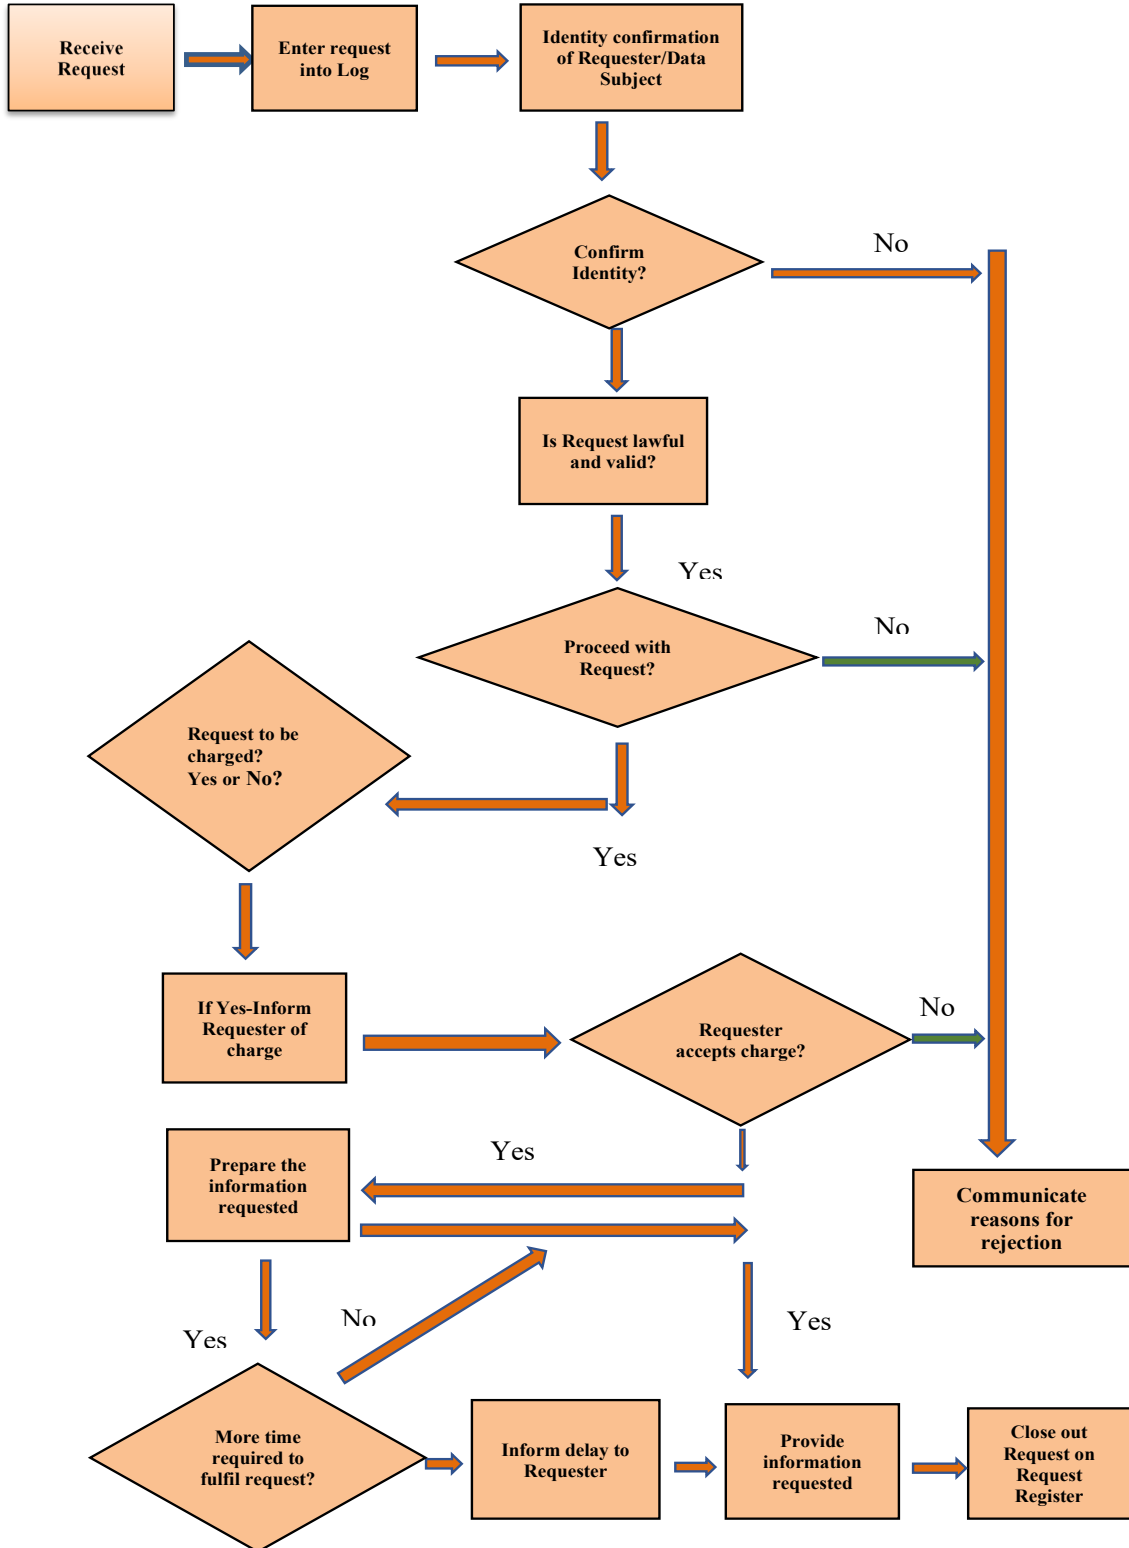 Receive
Request
Enter request
into Log
Identity confirmation
of Requester/Data
Subject
Confirm
Identity?
No
Is Request lawful
and valid?
Yes
Proceed with
Request?
No
Request to be
charged?
Yes or No?
Yes
If Yes-Inform
Requester of
charge
Requester
accepts charge?
No
Yes
Prepare the
information
requested
Communicate
reasons for
rejection
Yes
No
Yes
More time
required to
fulfil request?
Inform delay to
Requester
Provide
information
requested
Close out
Request on
Request
Register